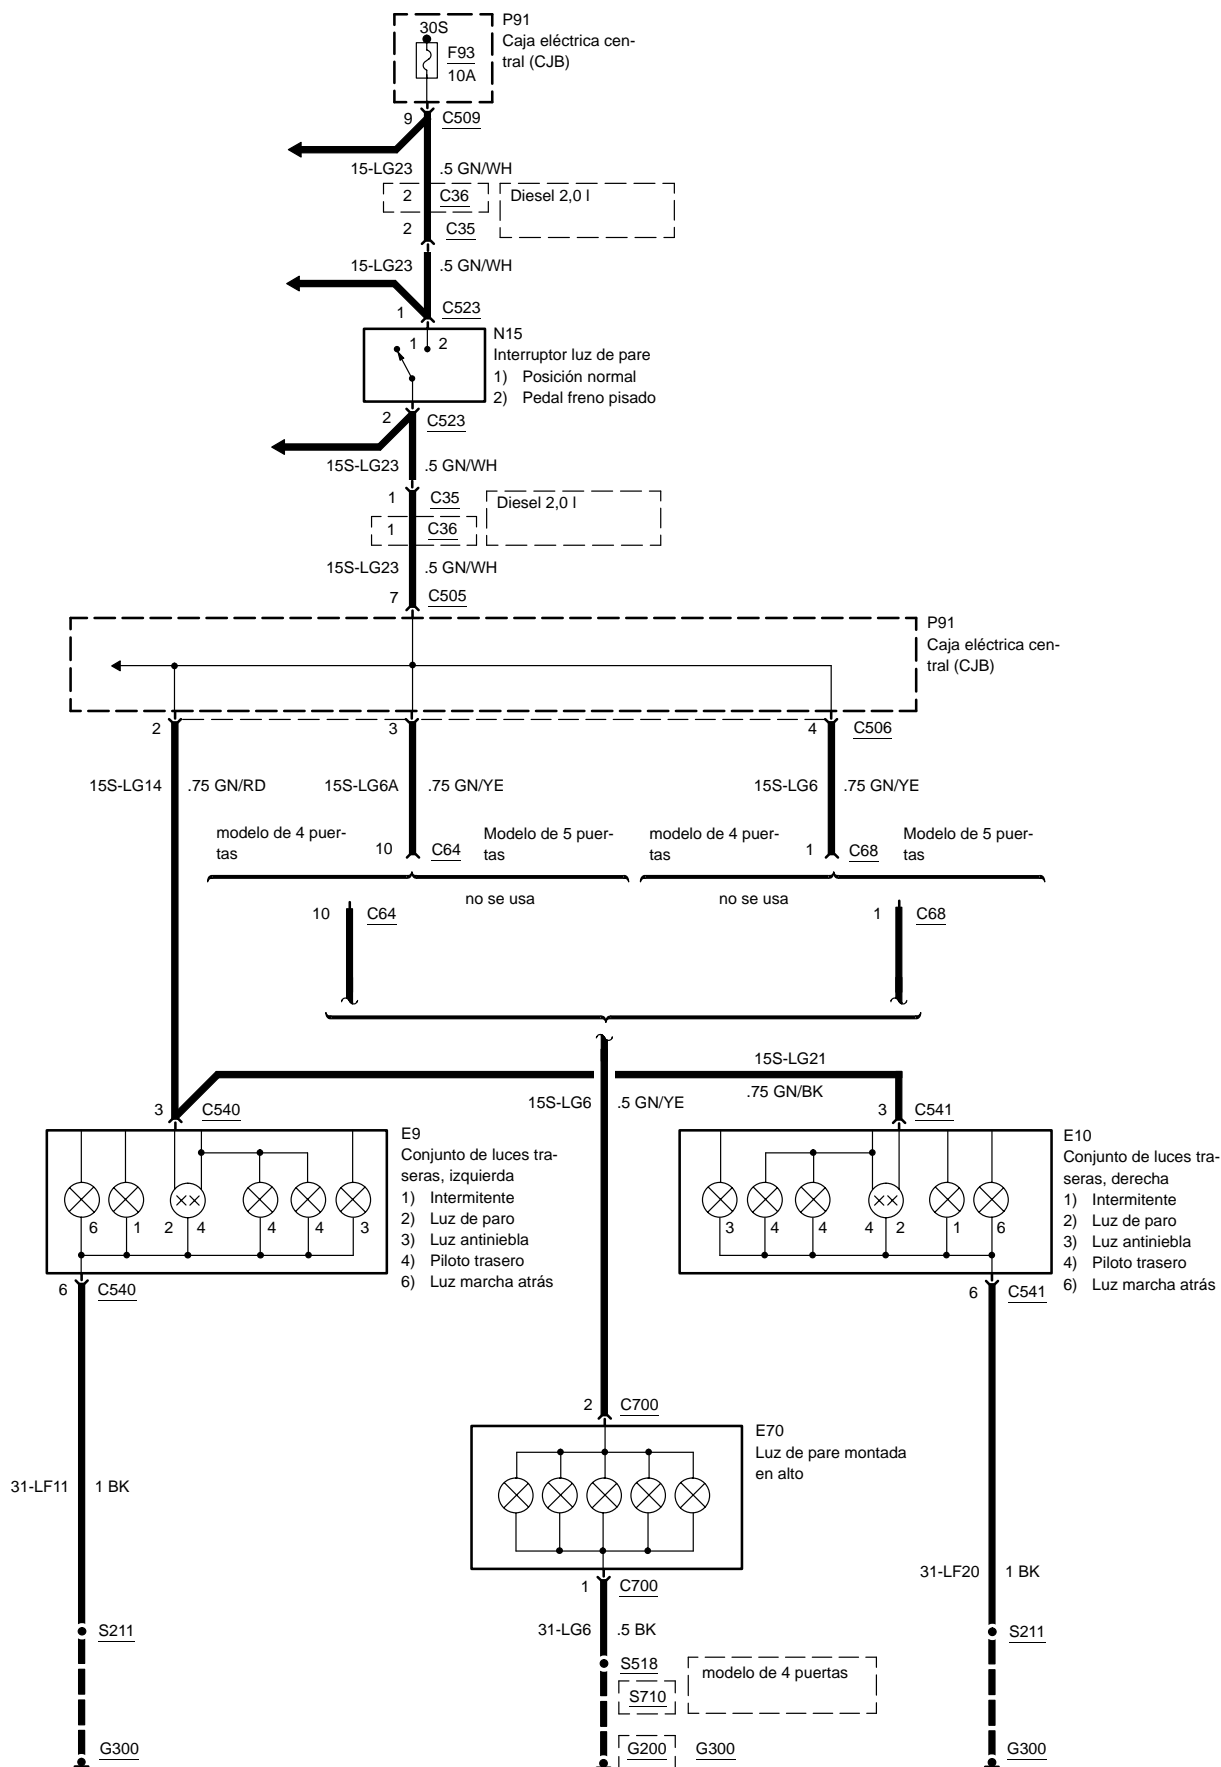 30S
F93
10A
P91
Caja eléctrica cen-
tral (CJB)
9 C509
15-LG23 .5 GN/WH
2 C36 Diesel 2,0 l
2 C35
15-LG23 .5 GN/WH
1 C523
1 2
N15
Interruptor luz de pare
1) Posición normal
2) Pedal freno pisado
2 C523
15S-LG23 .5 GN/WH
1 C35 Diesel 2,0 l
1 C36
15S-LG23 .5 GN/WH
7 C505
P91
Caja eléctrica cen-
tral (CJB)
2 3 4 C506
15S-LG14 .75 GN/RD 15S-LG6A .75 GN/YE 15S-LG6 .75 GN/YE
modelo de 4 puer-
tas
10 C64
Modelo de 5 puer-
tas
modelo de 4 puer-
tas
1 C68
Modelo de 5 puer-
tas
no se usa no se usa
10 C64 1 C68
15S-LG21
.75 GN/BK
15S-LG6 .5 GN/YE
3 C540 3 C541
E9
Conjunto de luces tra-
seras, izquierda
1) Intermitente
2) Luz de paro
3) Luz antiniebla
4) Piloto trasero
6) Luz marcha atrás
6 1 2 4 4 4 3
E10
Conjunto de luces tra-
seras, derecha
1) Intermitente
2) Luz de paro
3) Luz antiniebla
4) Piloto trasero
6) Luz marcha atrás
3 4 4 4 2 1 6
6 C540 6 C541
2 C700
E70
Luz de pare montada
en alto
31-LF11 1 BK
1 C700
31-LF20 1 BK
31-LG6 .5 BK
S211 S211
S518 modelo de 4 puertas
S710
G300 G200 G300 G300